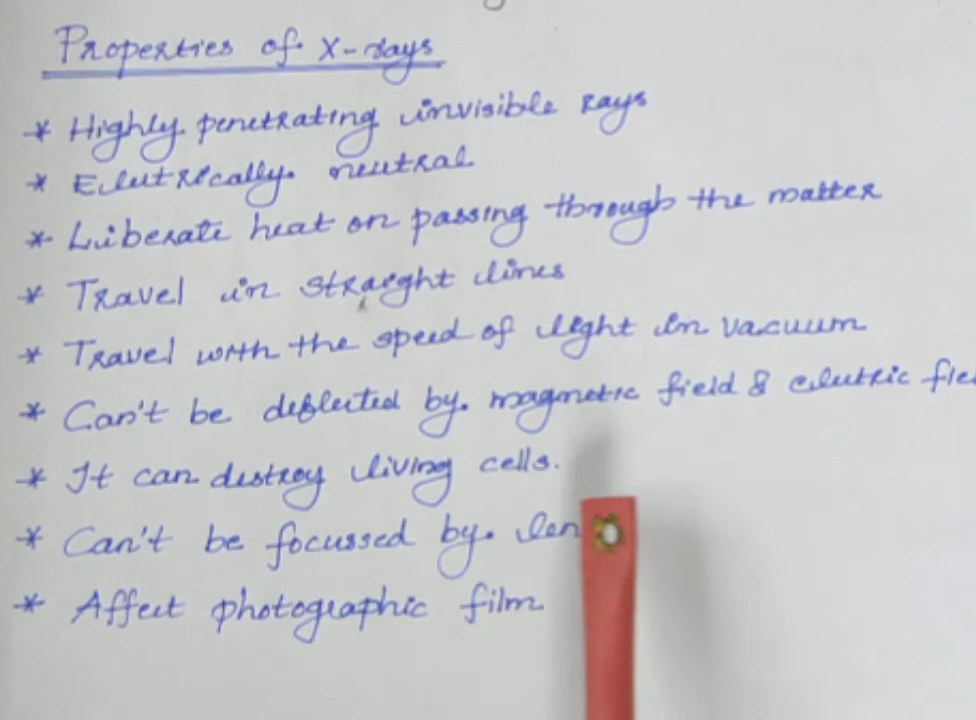 Properties of X-rays
* Highly penetrating invisible rays
* Electrically neutral
* Liberate heat on passing through the matter
* Travel in straight lines
* Travel with the speed of light in vacuum
* Can't be deflected by magnetic field & electric fie
* It can destroy living cells.
* Can't be focussed by len
* Affect photographic film